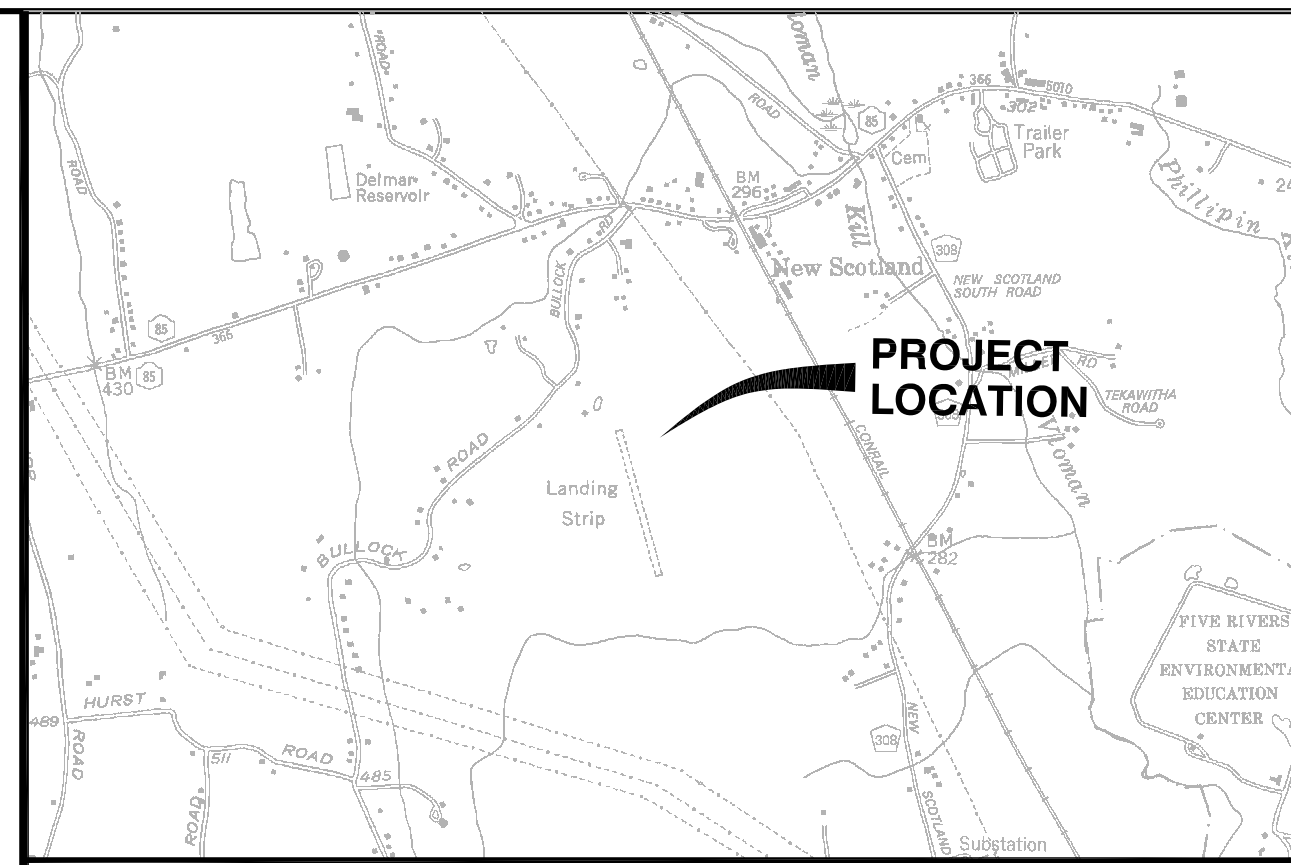 ROAD
Vloman
366
5010
302
ROAD
85
Trailer
Park
Cem
ROAD
Delmar
Reservoir
BM
296
Phillipin
24
Kill
RD
BULLOCK
308
New Scotland
NEW SCOTLAND
SOUTH ROAD
85
366
BM
430
85
PROJECT
LOCATION
RD
TEKAWITHA
ROAD
Vloman
CONRAIL
ROAD
Landing
Strip
BULLOCK
BM
282
FIVE RIVERS
STATE
ENVIRONMENTA
EDUCATION
CENTER
HURST
489
ROAD
511
ROAD
485
ROAD
308
NEW
SCOTLAND
Substation